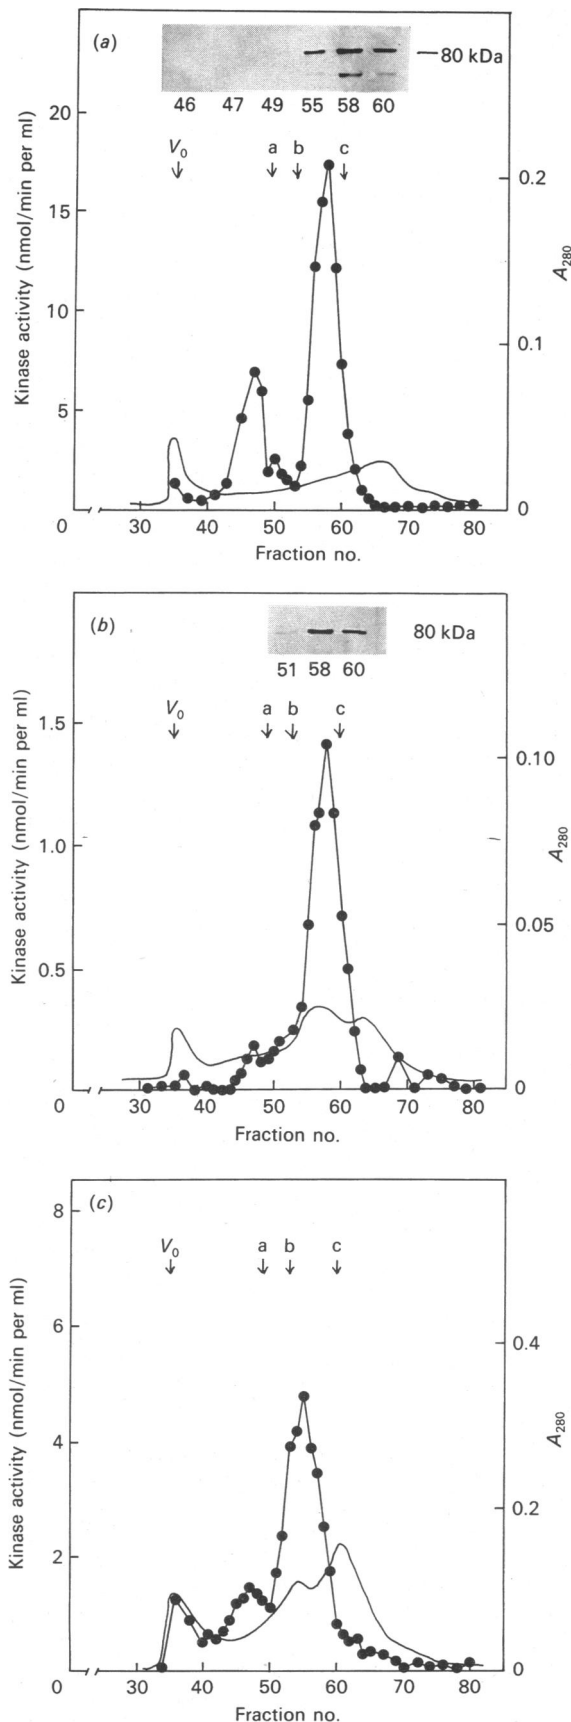 (a)
80 kDa
46 47 49 55 58 60
V0 a b c
20
15
10
5
0
Kinase activity (nmol/min per ml)
0.2
0.1
0
A280
30 40 50 60 70 80
Fraction no.
(b)
80 kDa
51 58 60
V0 a b c
1.5
1.0
0.5
0
Kinase activity (nmol/min per ml)
0.10
0.05
0
A280
30 40 50 60 70 80
Fraction no.
(c)
V0 a b c
8
6
4
2
0
Kinase activity (nmol/min per ml)
0.4
0.2
0
A280
30 40 50 60 70 80
Fraction no.